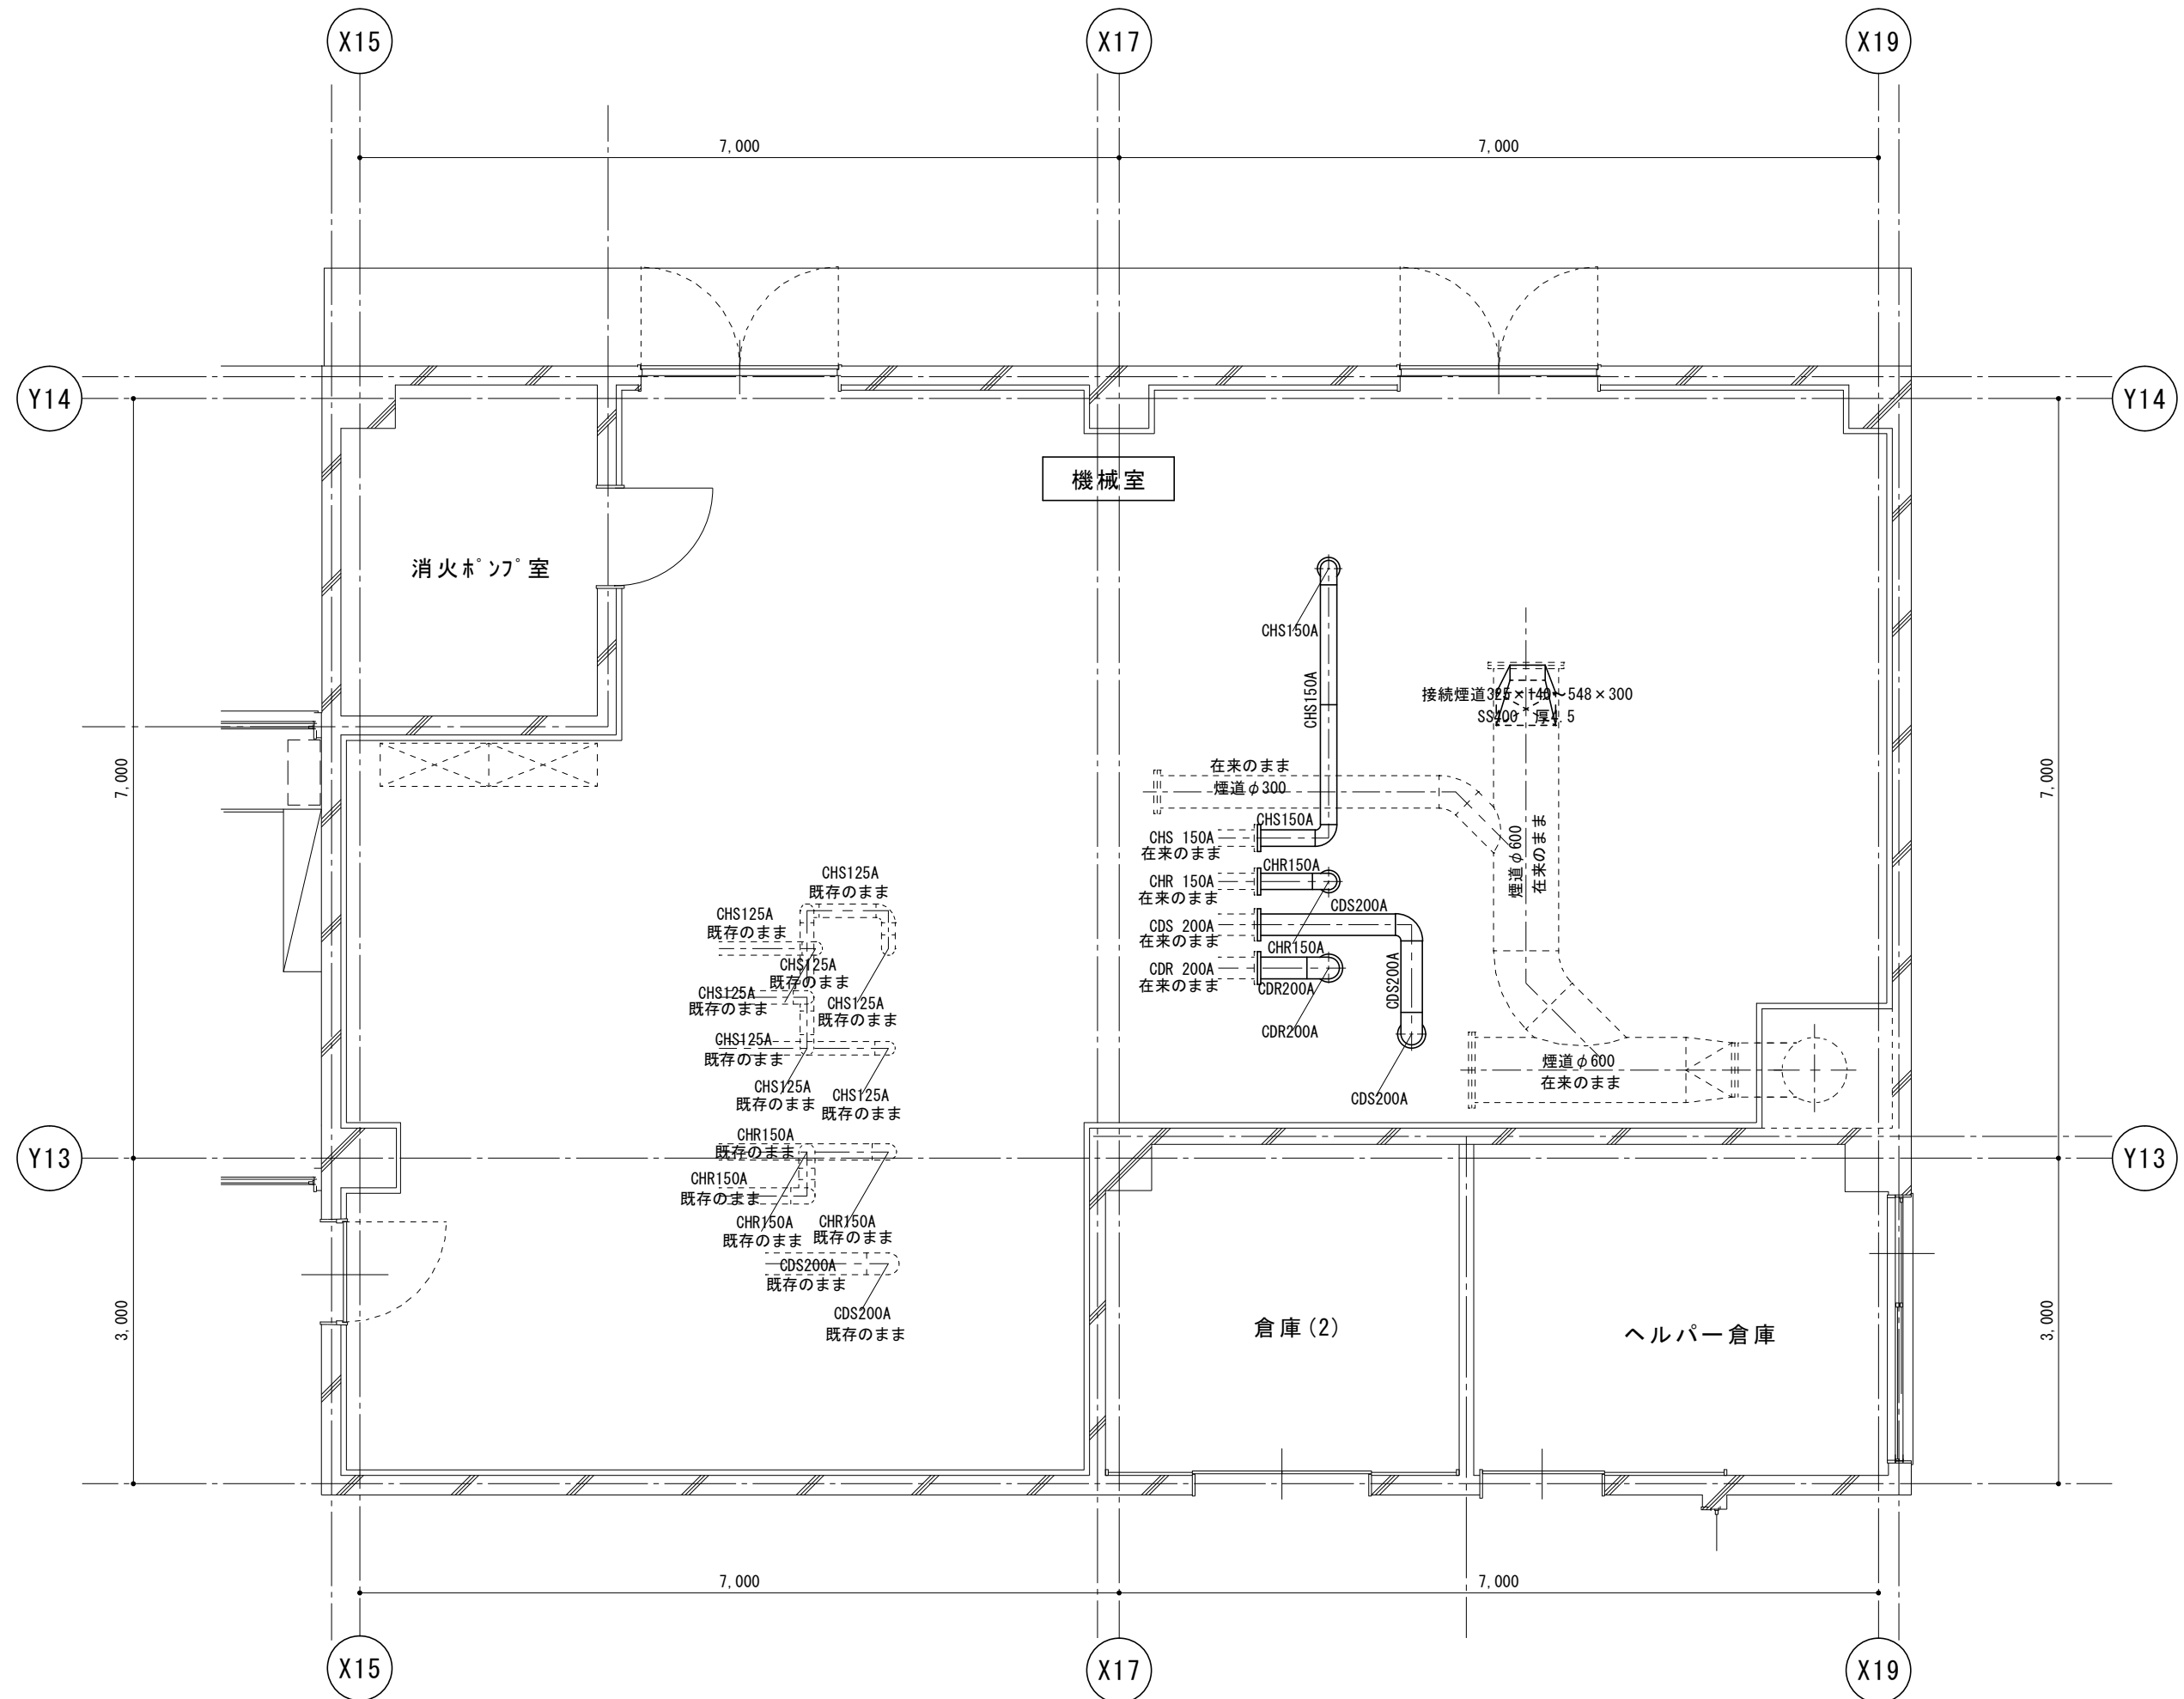 X15
X17
X19
7,000
7,000
Y14
Y14
機械室
消火ポンプ室
CHS150A
CHS150A
接続煙道325×140~548×300
SS400 厚4.5
7,000
7,000
在来のまま
煙道φ300
CHS150A
CHS 150A
在来のまま
煙道φ600
在来のまま
CHR150A
CHR 150A
在来のまま
CHS125A
既存のまま
CHS125A
既存のまま
CDS200A
CDS 200A
在来のまま
CHR150A
CHS125A
既存のまま
CDR 200A
在来のまま
CDR200A
CDS200A
CHS125A
既存のまま
CHS125A
既存のまま
CDR200A
CHS125A
既存のまま
煙道φ600
在来のまま
CHS125A
既存のまま
CHS125A
既存のまま
CDS200A
CHR150A
既存のまま
Y13
Y13
CHR150A
既存のまま
CHR150A
既存のまま
CHR150A
既存のまま
CDS200A
既存のまま
CDS200A
既存のまま
3,000
3,000
倉庫(2)
ヘルパー倉庫
7,000
7,000
X15
X17
X19